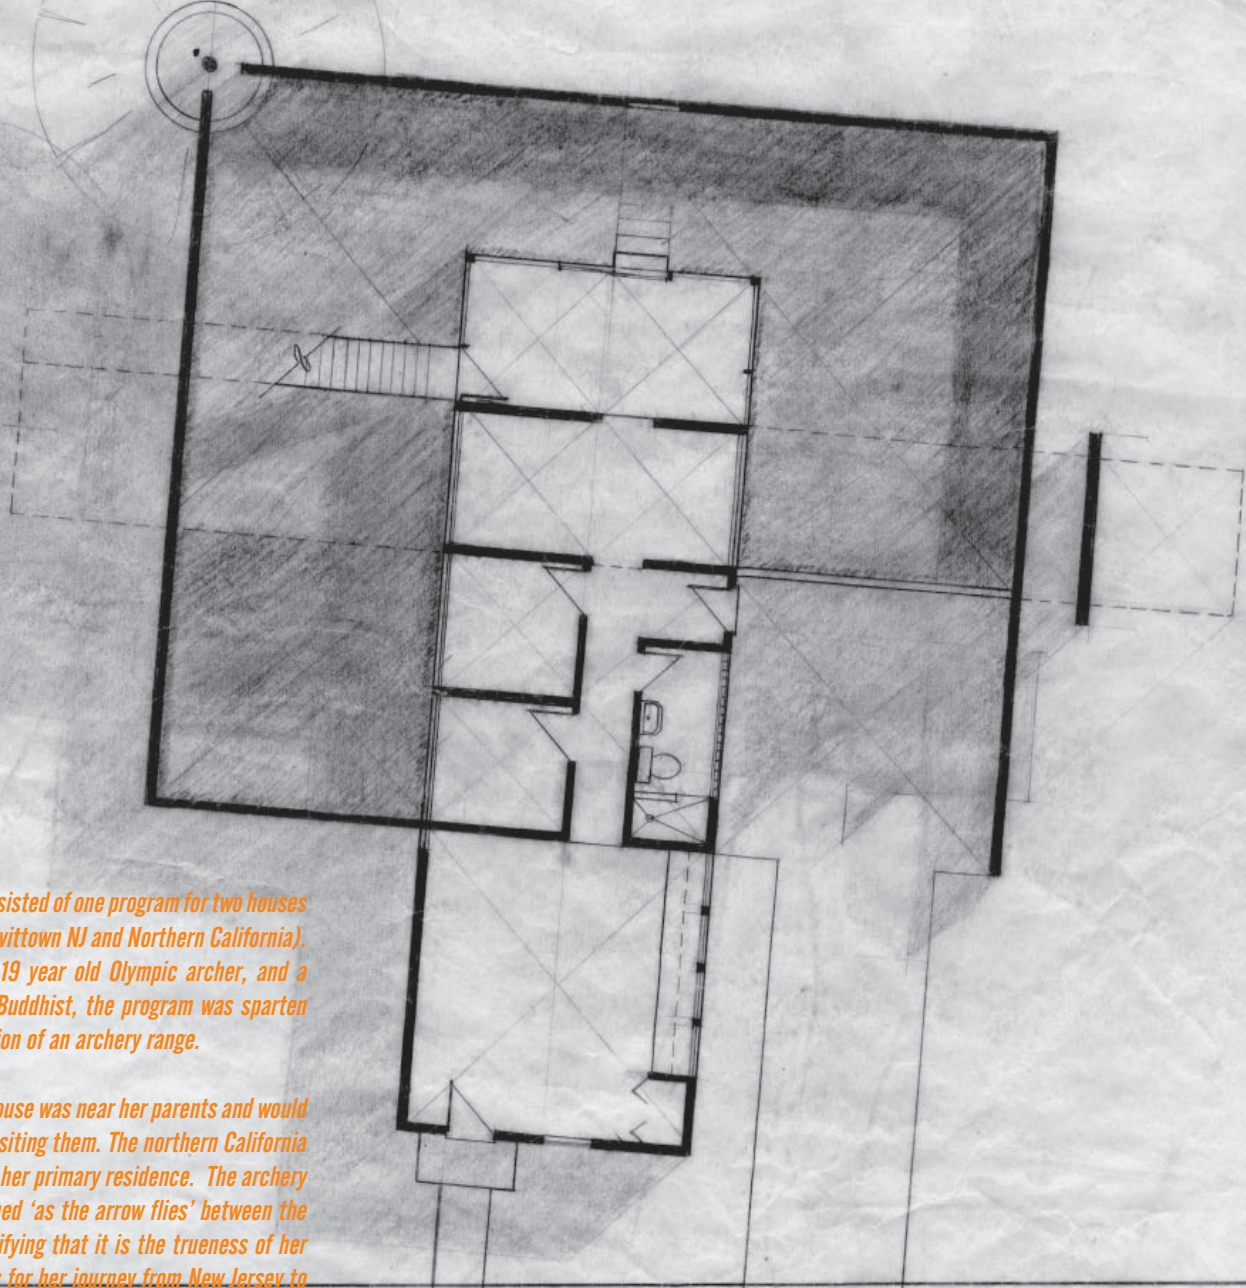 sisted of one program for two houses
vittown NJ and Northern California).
19 year old Olympic archer, and a
Buddhist, the program was sparten
ion of an archery range.
ouse was near her parents and would
siting them. The northern California
her primary residence. The archery
ed ‘as the arrow flies’ between the
ifying that it is the trueness of her
for her journey from New Jersey to